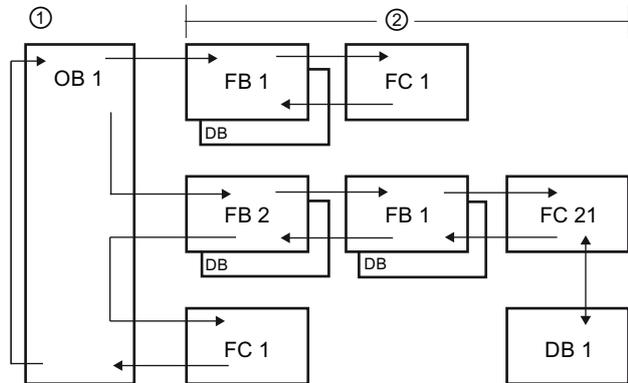 ① ②
OB 1 FB 1 FC 1
DB
FB 2 FB 1 FC 21
DB DB
FC 1 DB 1